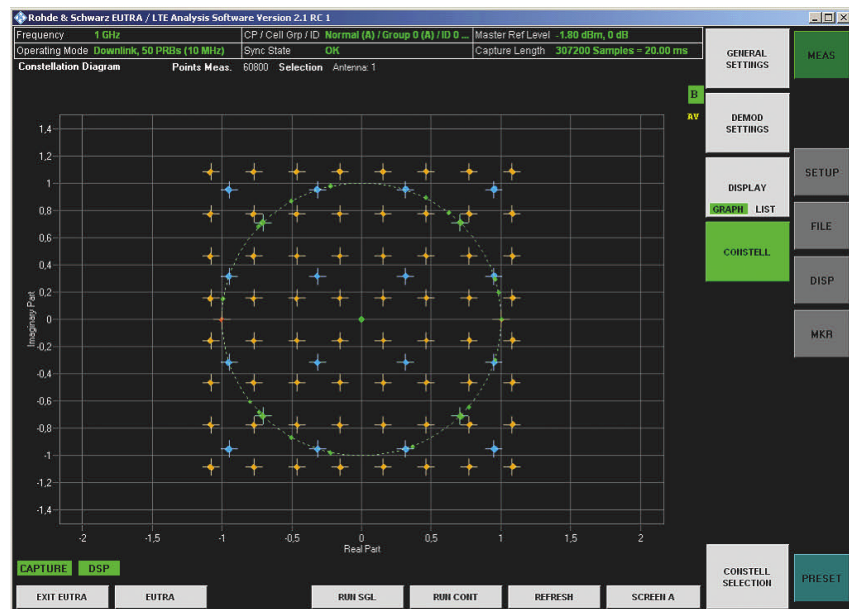 Rohde & Schwarz EUTRA / LTE Analysis Software Version 2.1 RC 1
Frequency 1 GHz CP / Cell Grp / ID Normal (A) / Group 0 (A) / ID 0 ... Master Ref Level -1.80 dBm, 0 dB
Operating Mode Downlink, 50 PRBs (10 MHz) Sync State OK Capture Length 307200 Samples = 20.00 ms
Constellation Diagram Points Meas. 60800 Selection Antenna: 1
GENERAL SETTINGS
MEAS
B
AV
DEMOD SETTINGS
DISPLAY
GRAPH LIST
SETUP
CONSTELL
FILE
DISP
MKR
1,4
1,2
1
0,8
0,6
0,4
0,2
0
-0,2
-0,4
-0,6
-0,8
-1
-1,2
-1,4
Imaginary Part
-2 -1,5 -1 -0,5 0 0,5 1 1,5 2
Real Part
CAPTURE DSP
CONSTELL SELECTION
PRESET
EXIT EUTRA EUTRA RUN SGL RUN CONT REFRESH SCREEN A